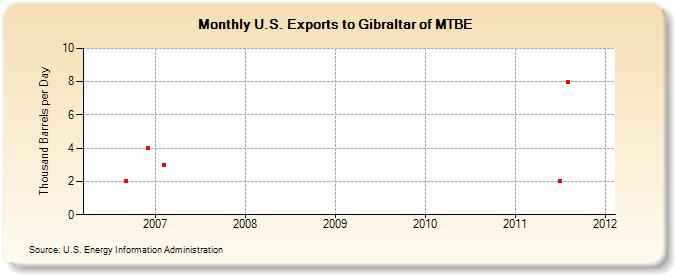 Monthly U.S. Exports to Gibraltar of MTBE
Thousand Barrels per Day
10
8
6
4
2
0
2007 2008 2009 2010 2011 2012
Source: U.S. Energy Information Administration